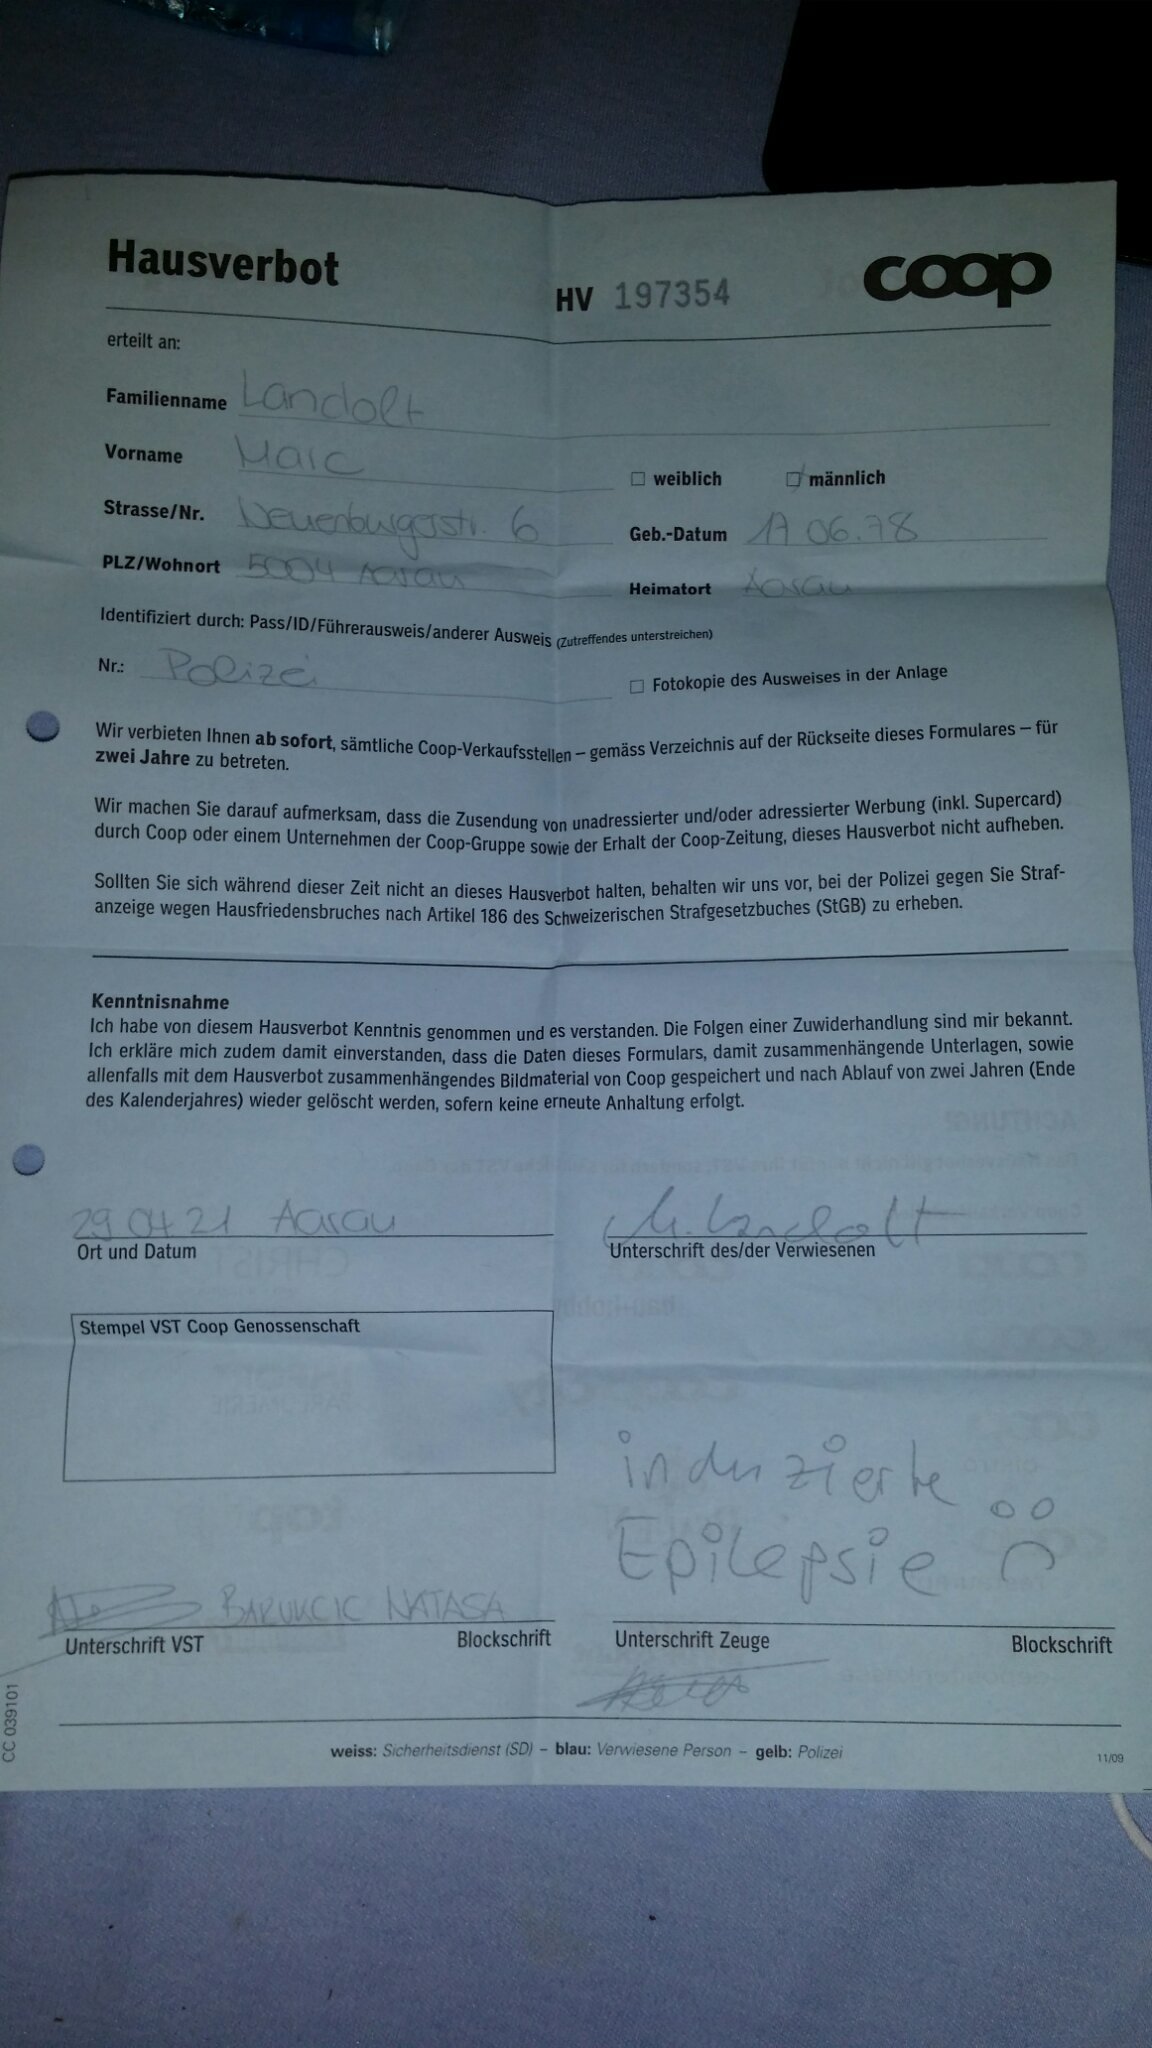 Hausverbot
HV 197354
coop
erteilt an:
Familienname Landolt
Vorname Marc
☐ weiblich ☐ männlich
Strasse/Nr. Neuenburgerstr. 6
Geb.-Datum 17 06.78
PLZ/Wohnort 5004 Aarau
Heimatort Aarau
Identifiziert durch: Pass/ID/Führerausweis/anderer Ausweis (Zutreffendes unterstreichen)
Nr.: Polizei
☐ Fotokopie des Ausweises in der Anlage
Wir verbieten Ihnen ab sofort, sämtliche Coop-Verkaufsstellen – gemäss Verzeichnis auf der Rückseite dieses Formulares – für
zwei Jahre zu betreten.
Wir machen Sie darauf aufmerksam, dass die Zusendung von unadressierter und/oder adressierter Werbung (inkl. Supercard)
durch Coop oder einem Unternehmen der Coop-Gruppe sowie der Erhalt der Coop-Zeitung, dieses Hausverbot nicht aufheben.
Sollten Sie sich während dieser Zeit nicht an dieses Hausverbot halten, behalten wir uns vor, bei der Polizei gegen Sie Straf-
anzeige wegen Hausfriedensbruches nach Artikel 186 des Schweizerischen Strafgesetzbuches (StGB) zu erheben.
Kenntnisnahme
Ich habe von diesem Hausverbot Kenntnis genommen und es verstanden. Die Folgen einer Zuwiderhandlung sind mir bekannt.
Ich erkläre mich zudem damit einverstanden, dass die Daten dieses Formulars, damit zusammenhängende Unterlagen, sowie
allenfalls mit dem Hausverbot zusammenhängendes Bildmaterial von Coop gespeichert und nach Ablauf von zwei Jahren (Ende
des Kalenderjahres) wieder gelöscht werden, sofern keine erneute Anhaltung erfolgt.
29 04 21 Aarau
M. Landolt
Ort und Datum
Unterschrift des/der Verwiesenen
Stempel VST Coop Genossenschaft
induzierte
Epilepsie
BARUKCIC NATASA
Unterschrift VST Blockschrift
Unterschrift Zeuge Blockschrift
CC 039101
weiss: Sicherheitsdienst (SD) – blau: Verwiesene Person – gelb: Polizei
11/09